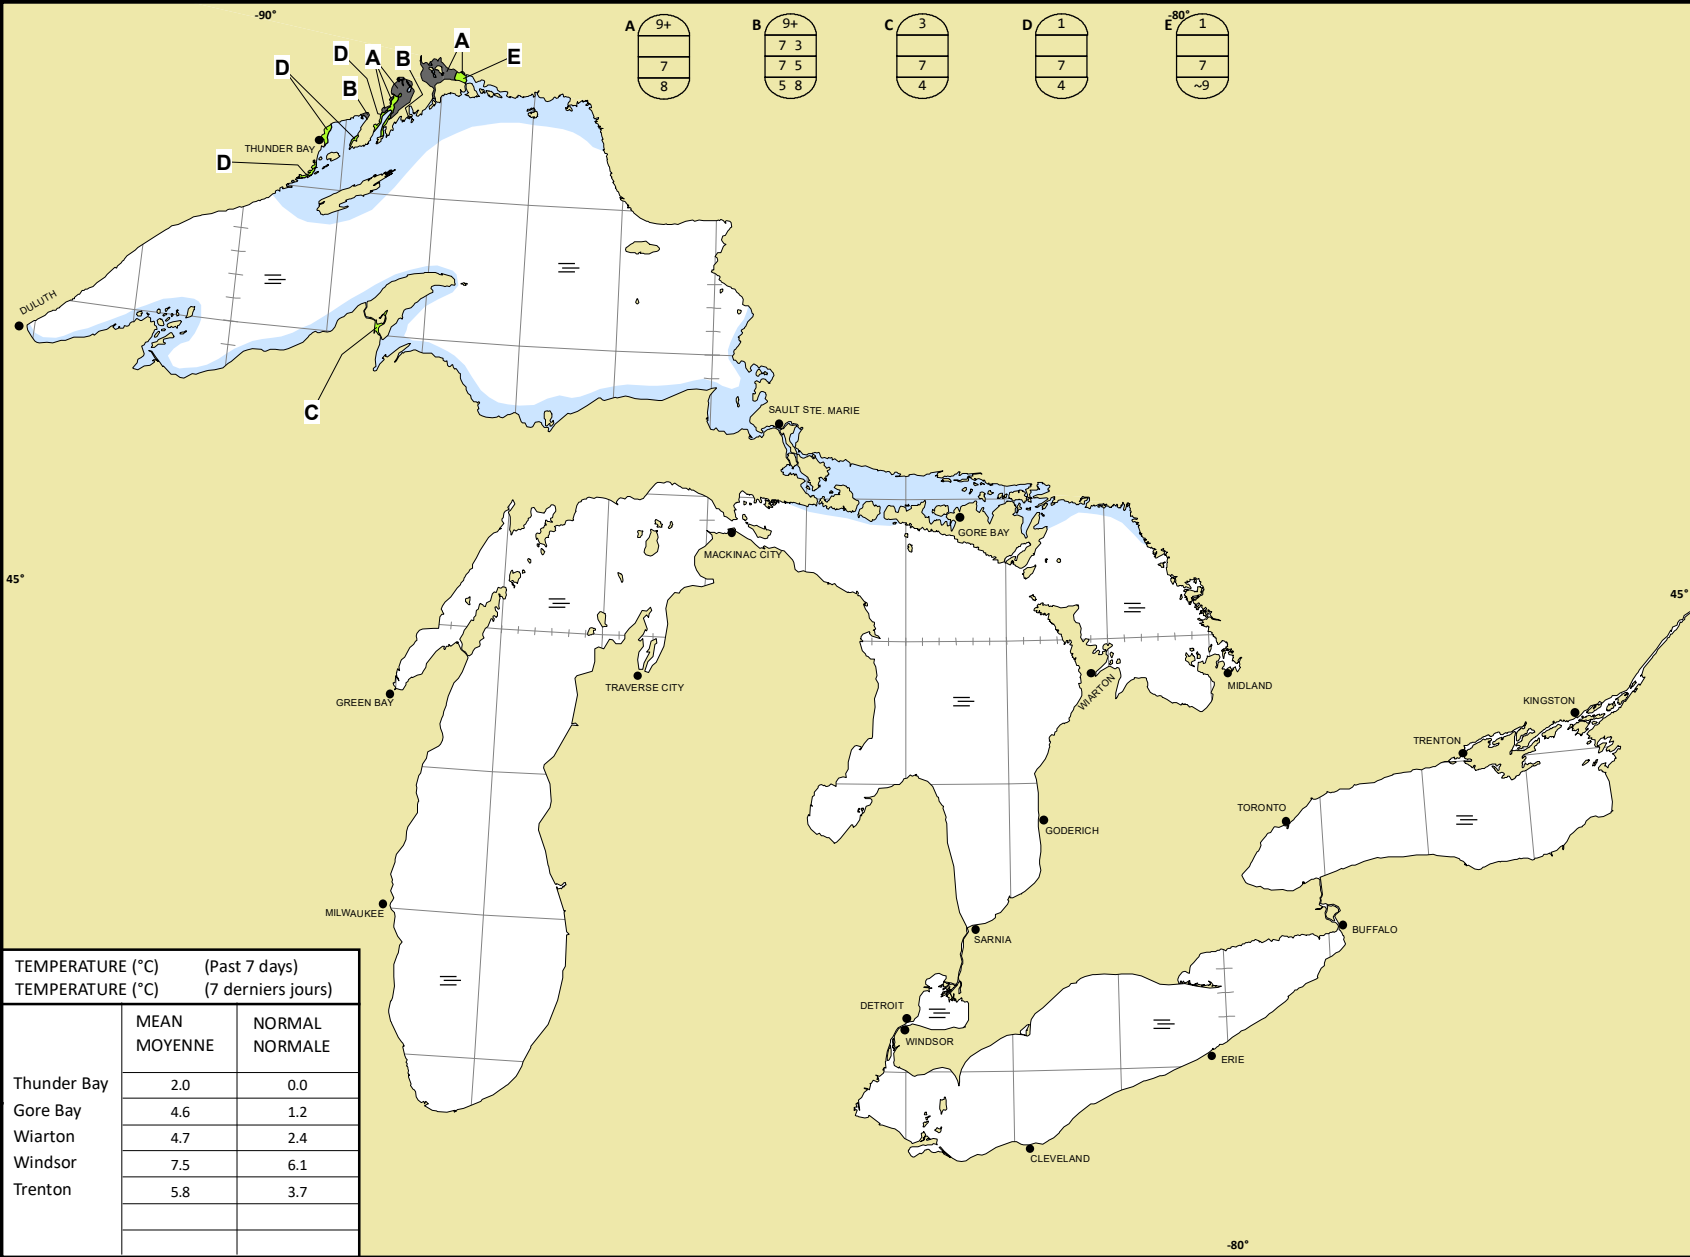 -90°
-80°
A
9+
7
8
B
9+
7 3
7 5
5 8
C
3
7
4
D
1
7
4
E
1
7
~9
A
D
A
B
E
D
B
THUNDER BAY
D
DULUTH
C
SAULT STE. MARIE
GORE BAY
MACKINAC CITY
45°
45°
TRAVERSE CITY
GREEN BAY
WIARTON
MIDLAND
KINGSTON
TRENTON
TORONTO
GODERICH
MILWAUKEE
SARNIA
BUFFALO
DETROIT
WINDSOR
ERIE
CLEVELAND
-80°
TEMPERATURE (°C) (Past 7 days)
TEMPERATURE (°C) (7 derniers jours)
MEAN NORMAL
MOYENNE NORMALE
Thunder Bay 2.0 0.0
Gore Bay 4.6 1.2
Wiarton 4.7 2.4
Windsor 7.5 6.1
Trenton 5.8 3.7